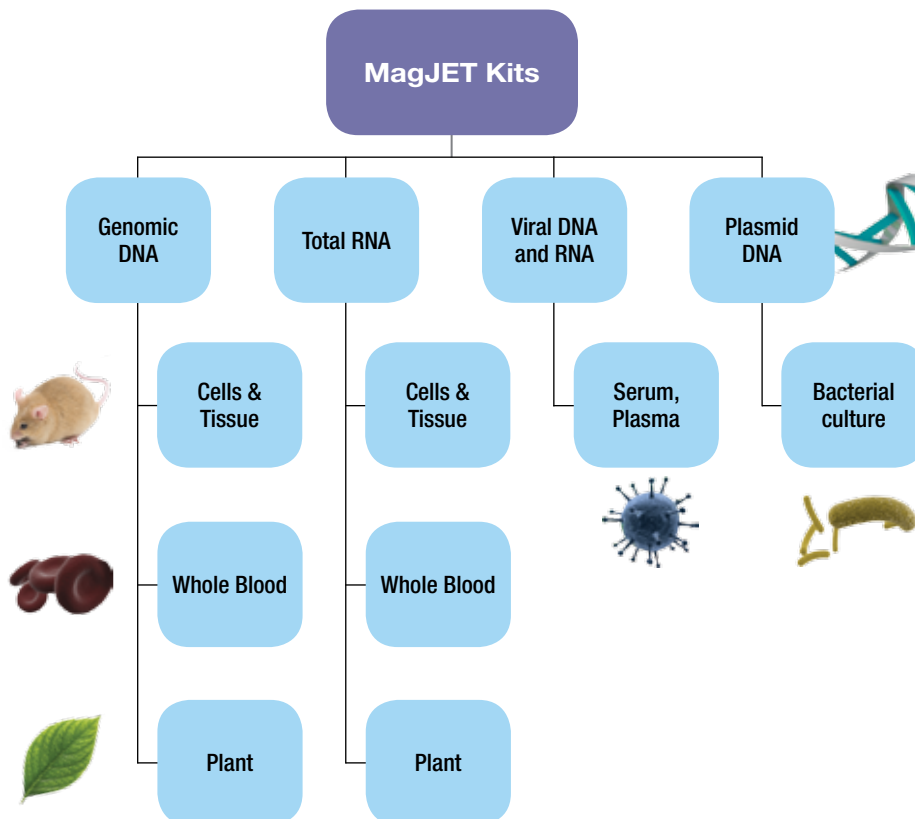 MagJET Kits
Genomic
DNA
Total RNA
Viral DNA
and RNA
Plasmid
DNA
Cells &
Tissue
Cells &
Tissue
Serum,
Plasma
Bacterial
culture
Whole Blood
Whole Blood
Plant
Plant